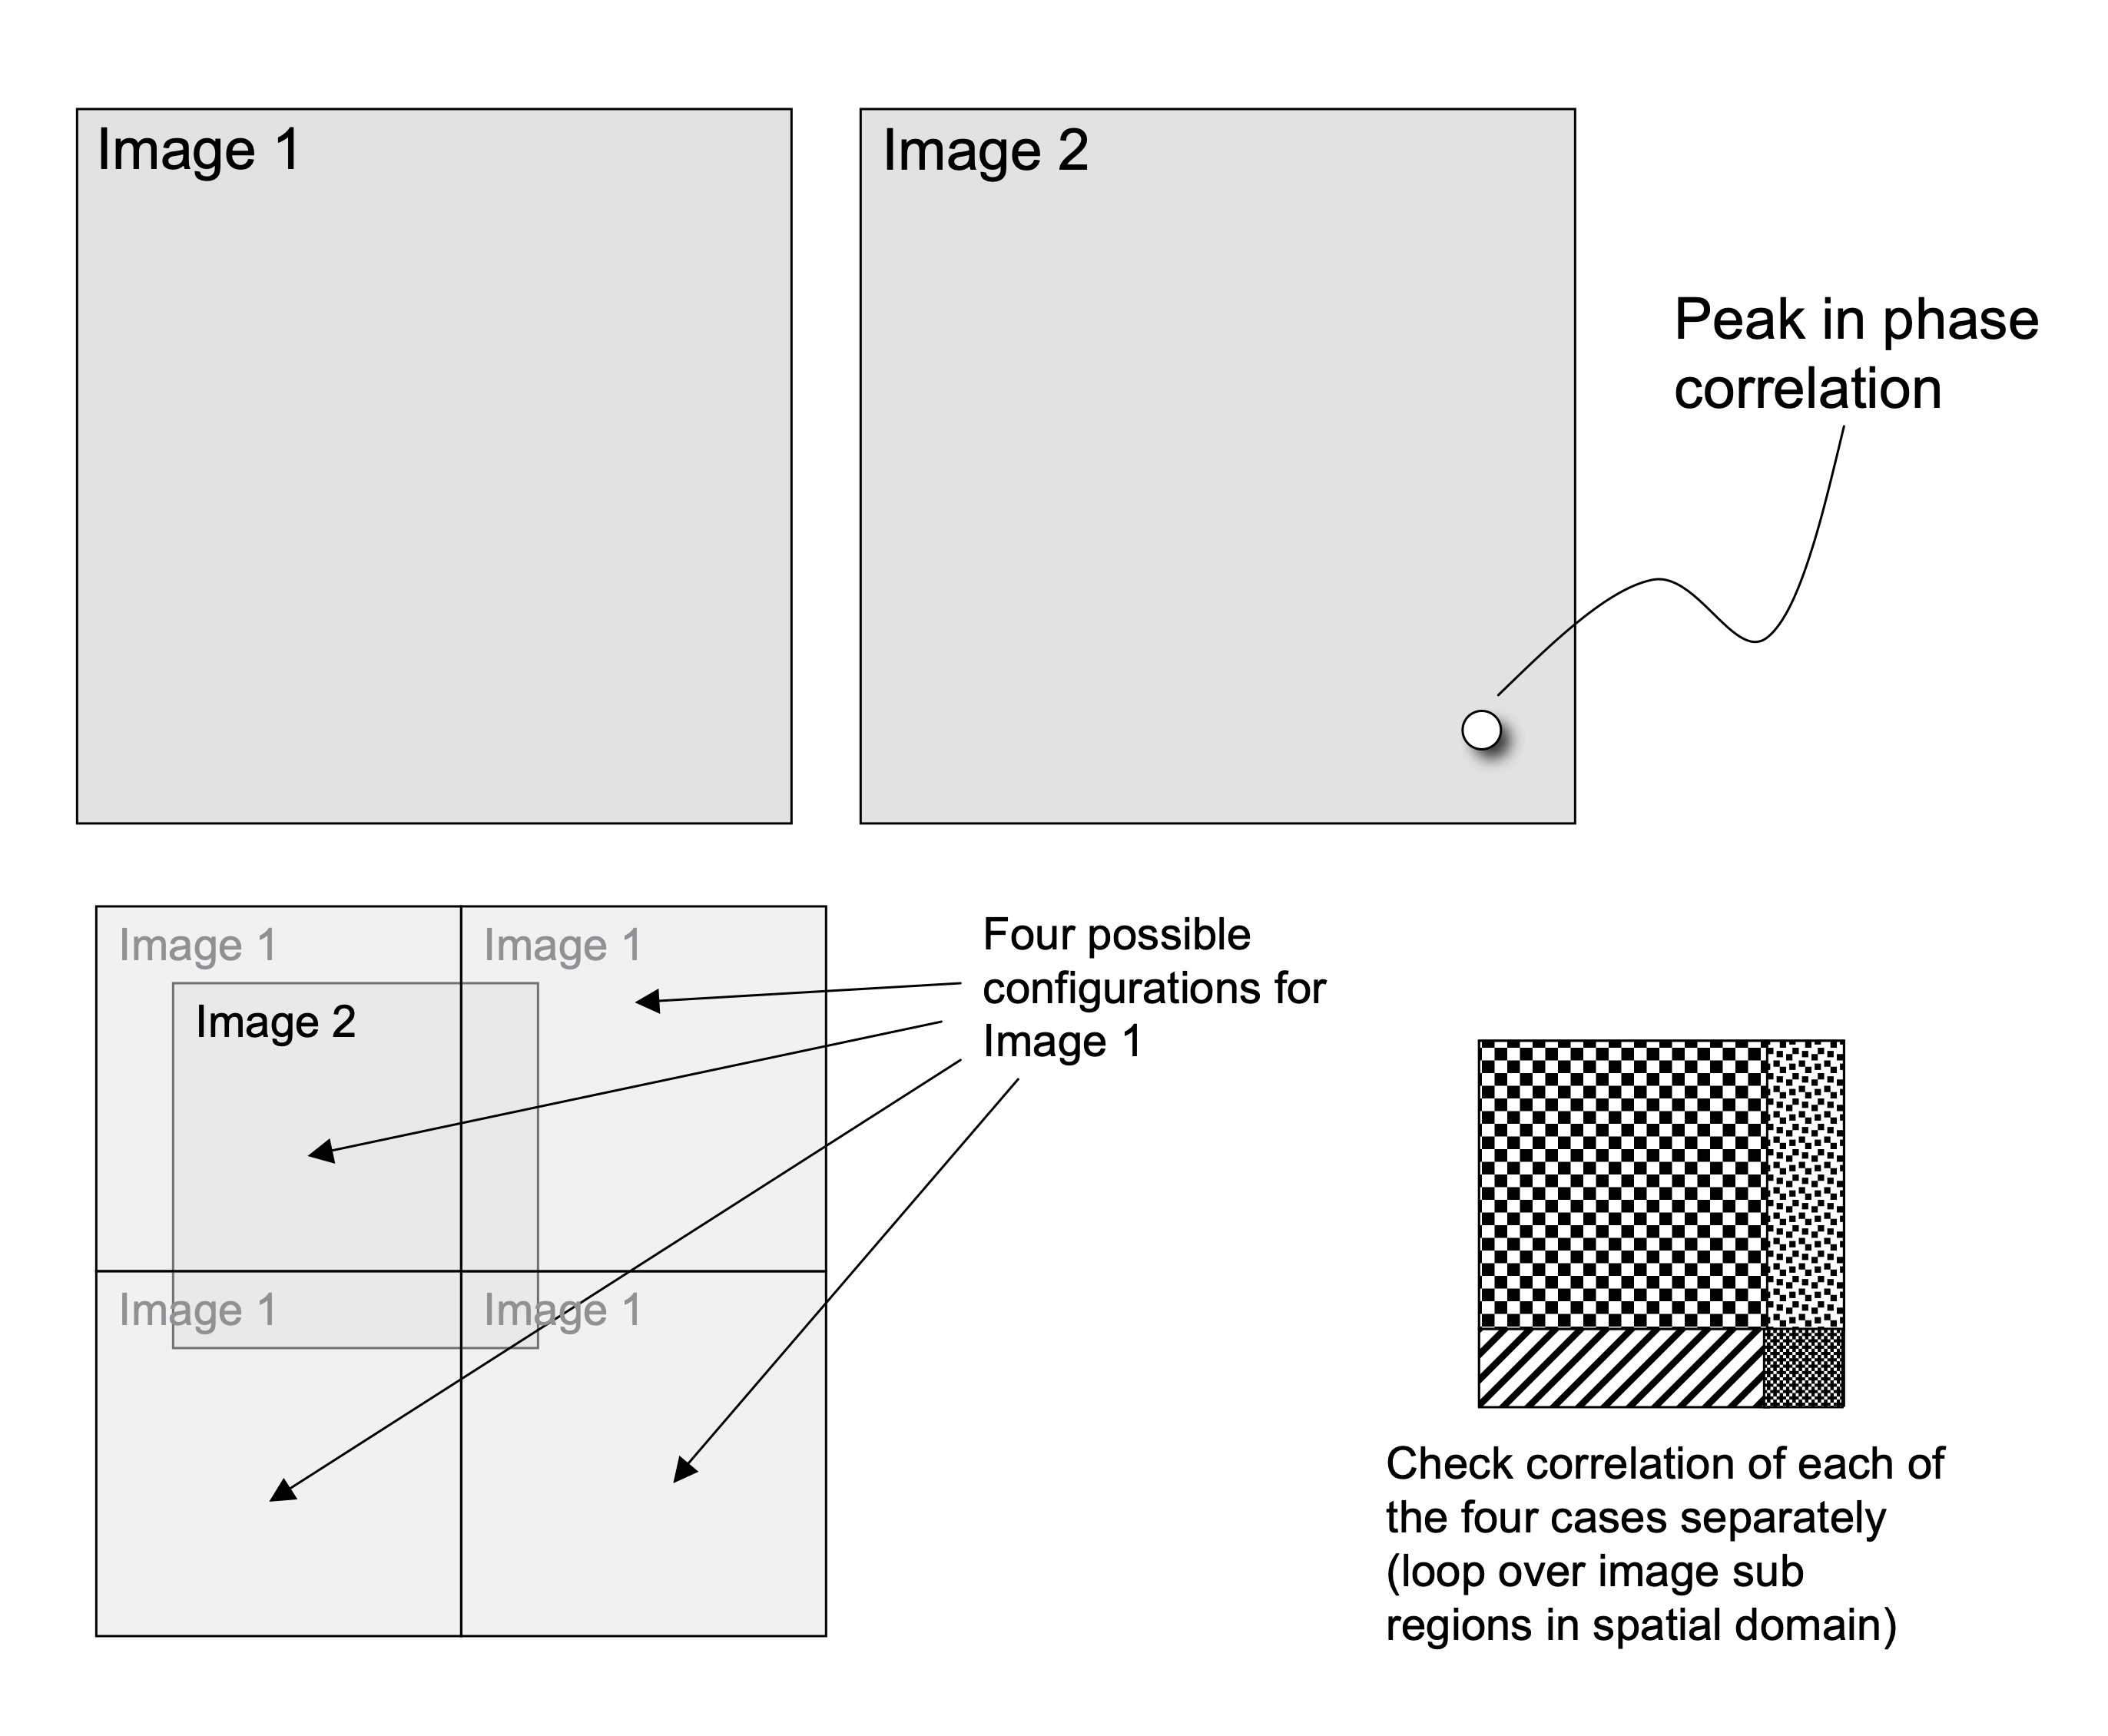 Image 1
Image 2
Peak in phase
correlation
Image 1
Image 1
Image 2
Image 1
Image 1
Four possible
configurations for
Image 1
Check correlation of each of
the four cases separately
(loop over image sub
regions in spatial domain)